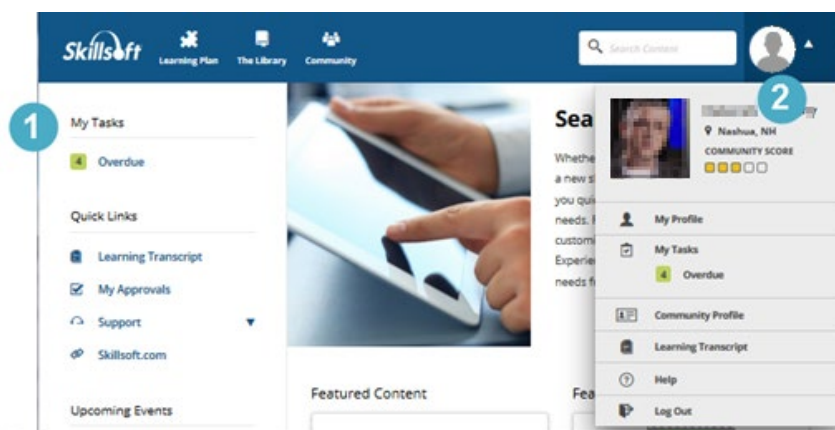 Skillsoft
Learning Plan
The Library
Community
Search Content
1
My Tasks
4 Overdue
Quick Links
Learning Transcript
My Approvals
Support
Skillsoft.com
Upcoming Events
Sea
Whethe
a new s
you qui
needs.
customi
Experie
needs f
Featured Content
Fea
2
Nashua, NH
COMMUNITY SCORE
My Profile
My Tasks
4 Overdue
Community Profile
Learning Transcript
Help
Log Out